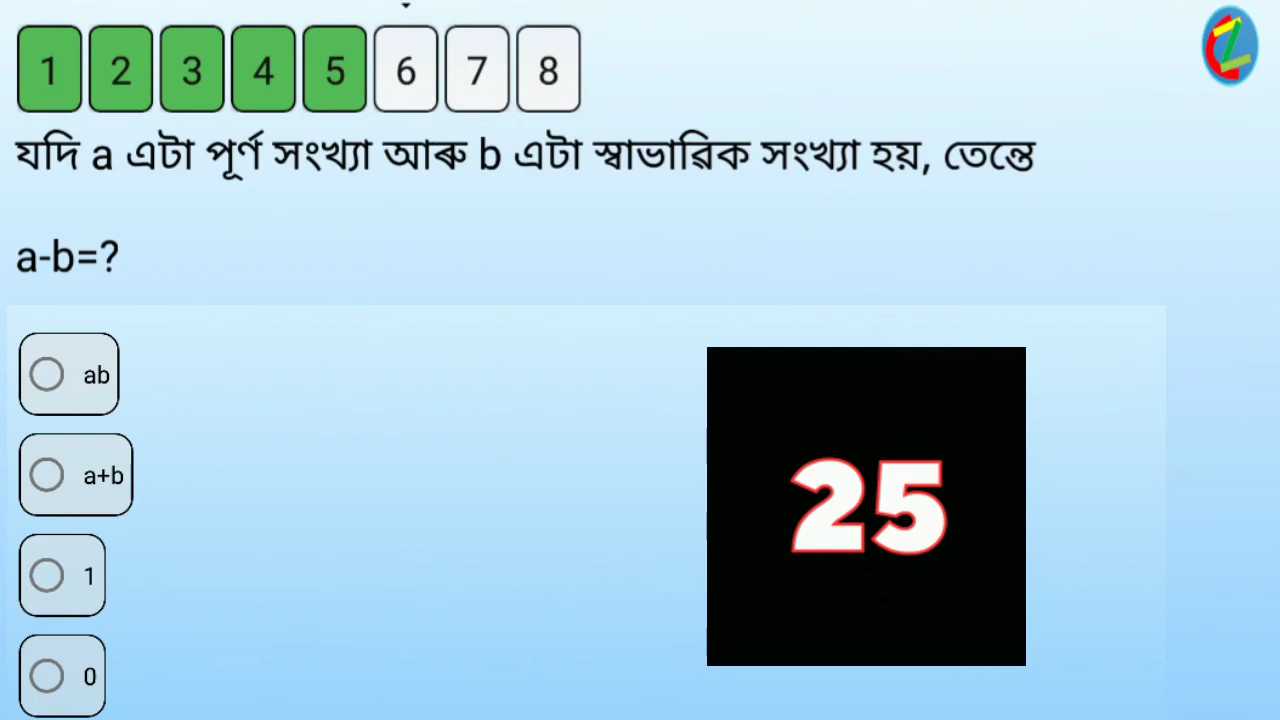 1 2 3 4 5 6 7 8
যদি a এটা পূৰ্ণ সংখ্যা আৰু b এটা স্বাভাৱিক সংখ্যা হয়, তেন্তে
a-b=?
ab
a+b
1
0
25